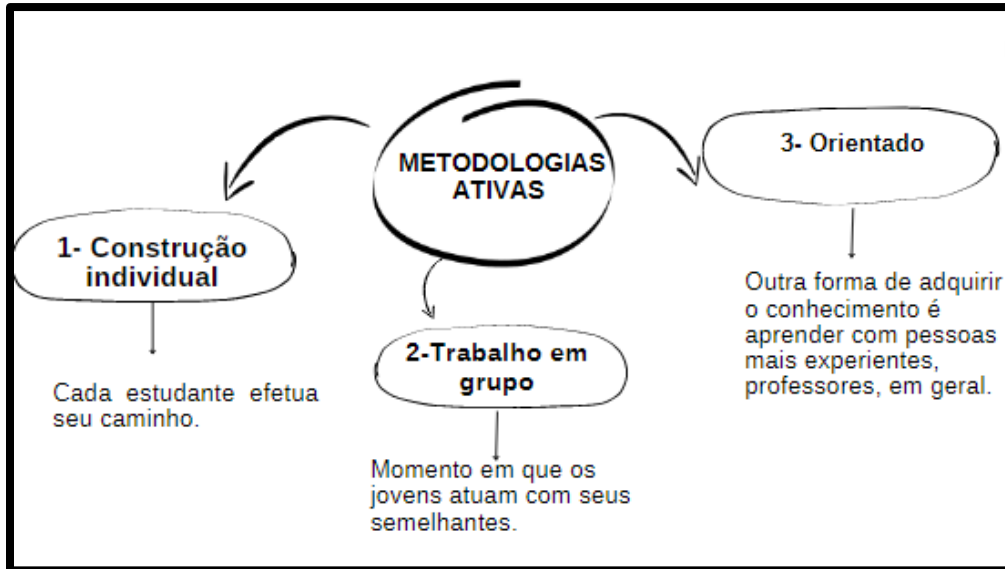 METODOLOGIAS
ATIVAS
1- Construção
individual
Cada estudante efetua
seu caminho.
2-Trabalho em
grupo
Momento em que os
jovens atuam com seus
semelhantes.
3- Orientado
Outra forma de adquirir
o conhecimento é
aprender com pessoas
mais experientes,
professores, em geral.